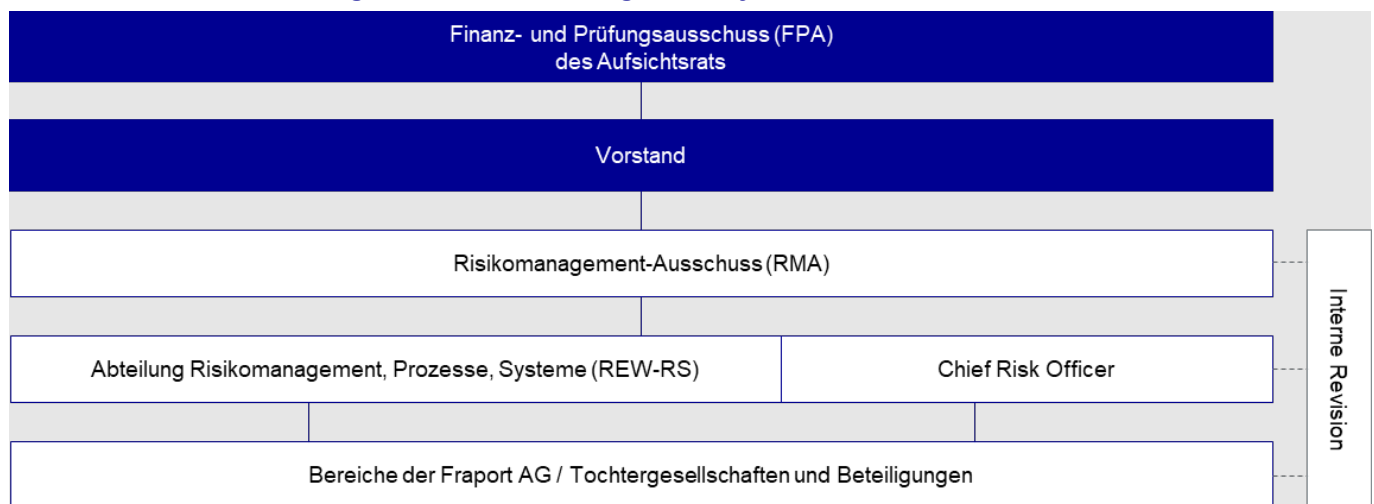 Finanz- und Prüfungsausschuss (FPA)
des Aufsichtsrats
Vorstand
Risikomanagement-Ausschuss (RMA)
Abteilung Risikomanagement, Prozesse, Systeme (REW-RS)
Chief Risk Officer
Bereiche der Fraport AG / Tochtergesellschaften und Beteiligungen
Interne Revision